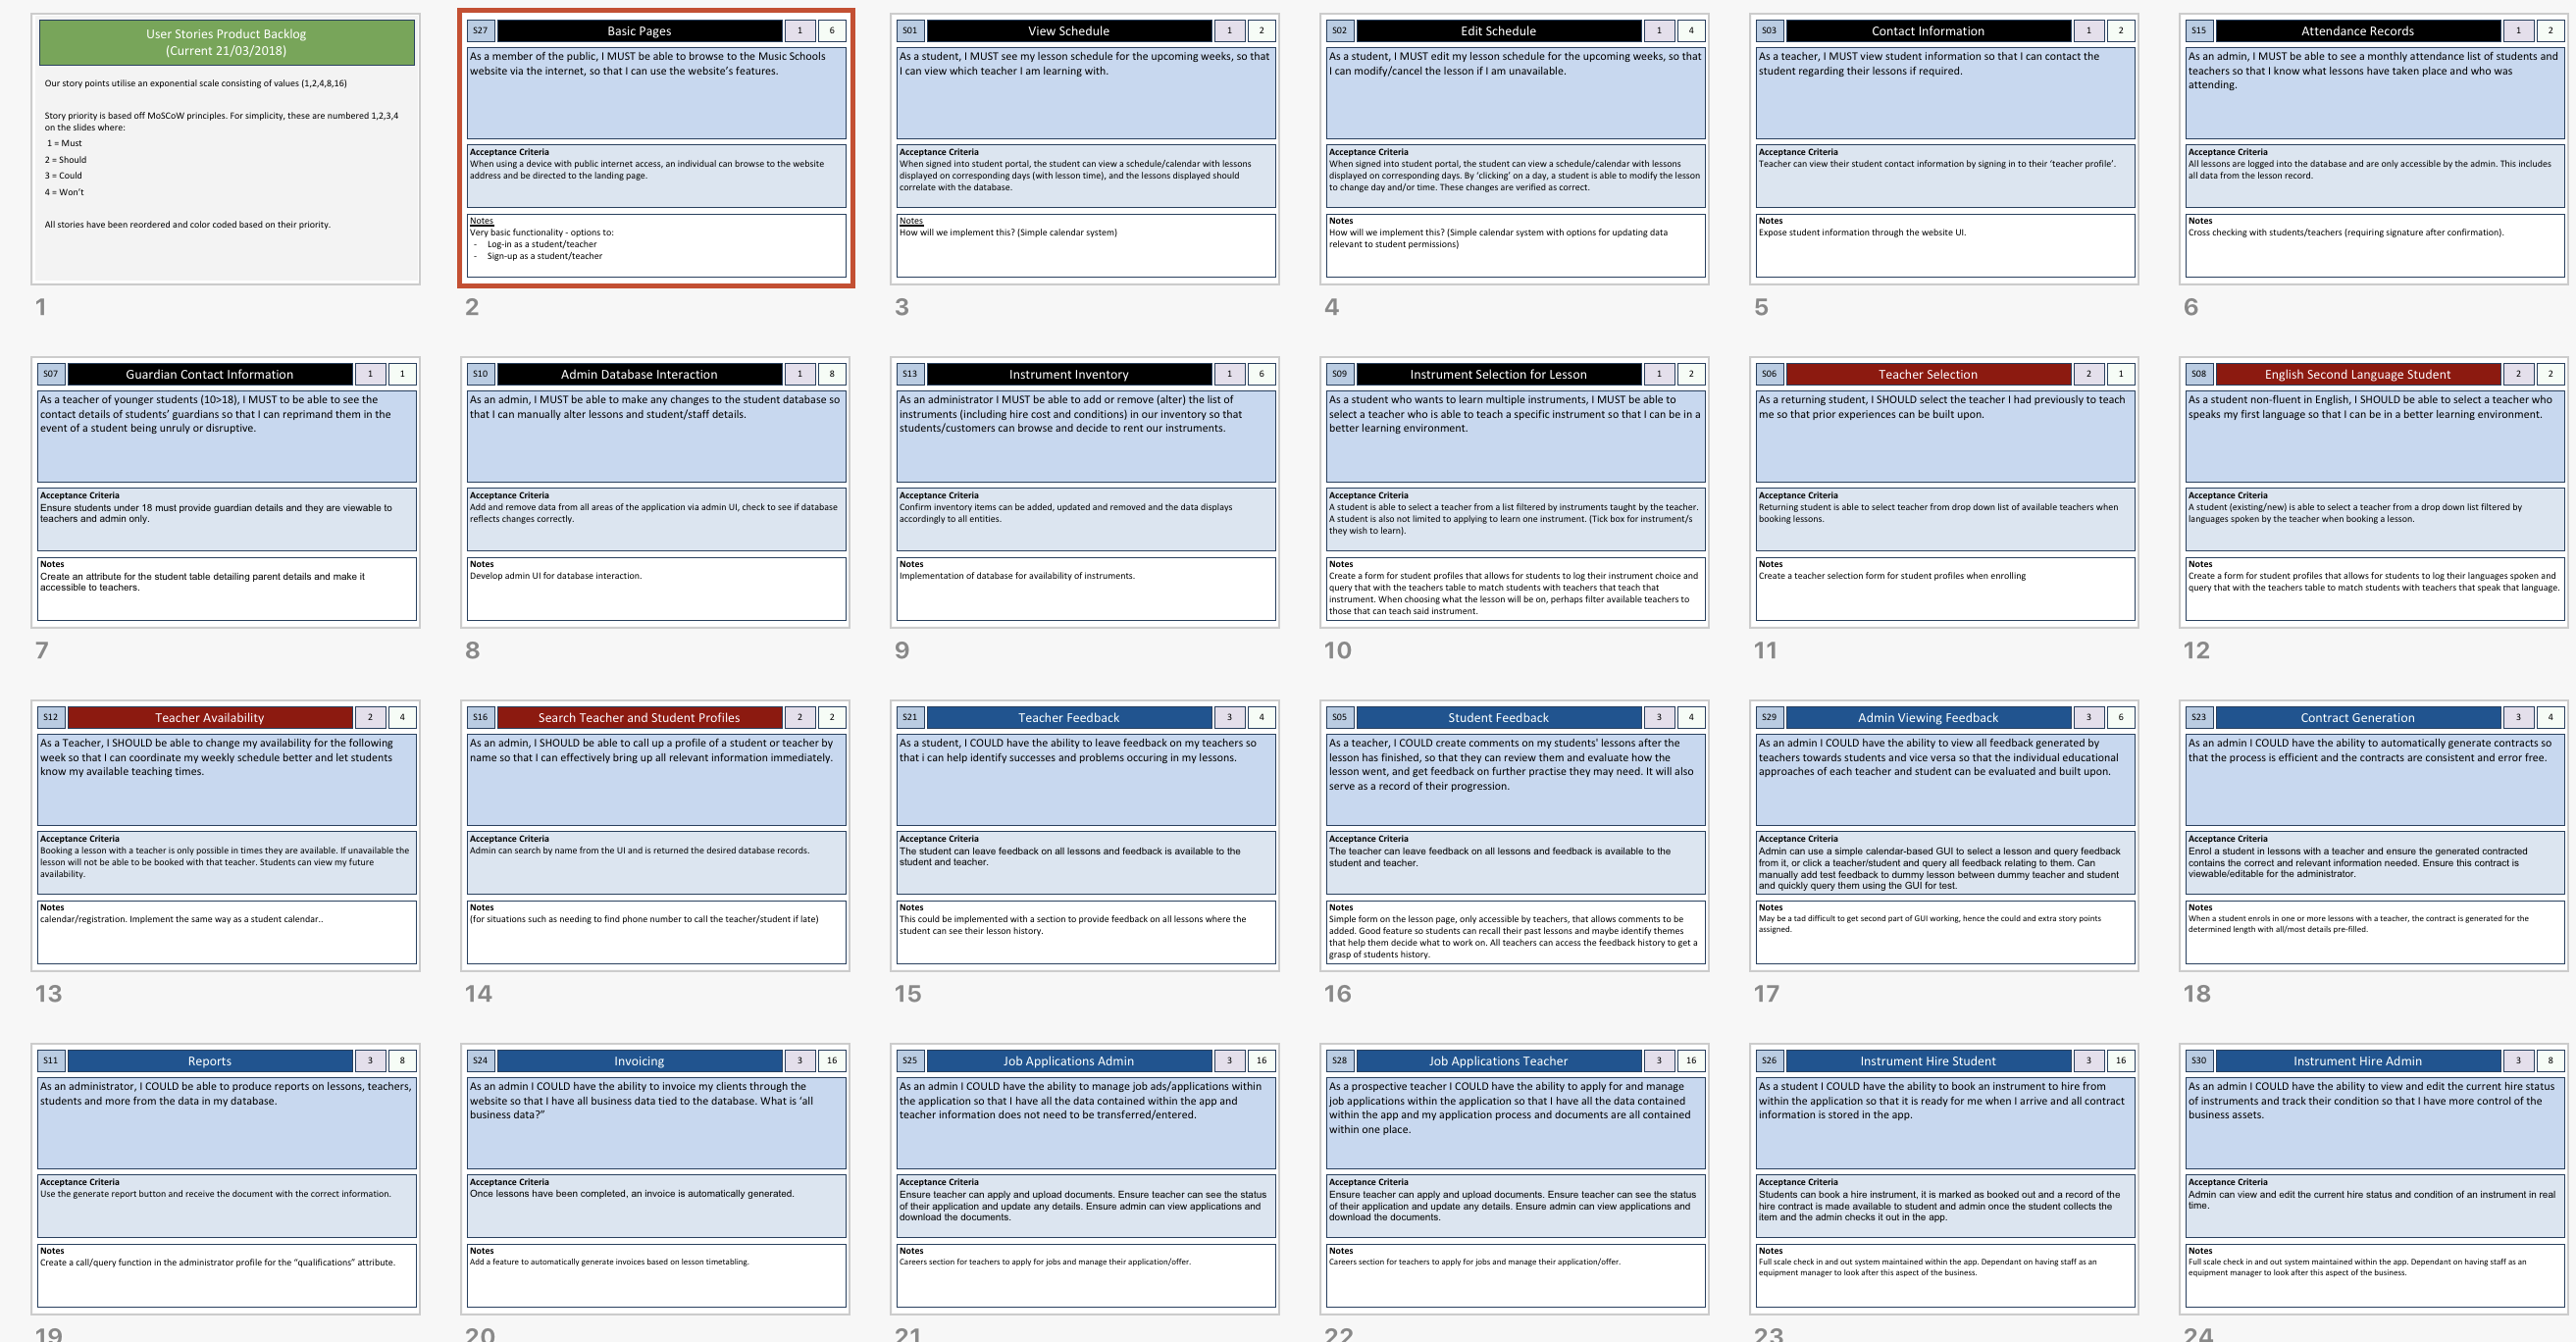 User Stories Product Backlog
(Current 21/03/2018)
Our story points utilise an exponential scale consisting of values (1,2,4,8,16)
Story priority is based off MoSCoW principles. For simplicity, these are numbered 1,2,3,4
on the slides where:
1 = Must
2 = Should
3 = Could
4 = Won't
All stories have been reordered and color coded based on their priority.
1
S27 Basic Pages 1 6
As a member of the public, I MUST be able to browse to the Music Schools
website via the internet, so that I can use the website's features.
Acceptance Criteria
When using a device with public internet access, an individual can browse to the website
address and be directed to the landing page.
Notes
Very basic functionality - options to:
- Log-in as a student/teacher
- Sign-up as a student/teacher
2
S01 View Schedule 1 2
As a student, I MUST see my lesson schedule for the upcoming weeks, so that
I can view which teacher I am learning with.
Acceptance Criteria
When signed into student portal, the student can view a schedule/calendar with lessons
displayed on corresponding days (with lesson time), and the lessons displayed should
correlate with the database.
Notes
How will we implement this? (Simple calendar system)
3
S02 Edit Schedule 1 4
As a student, I MUST edit my lesson schedule for the upcoming weeks, so that
I can modify/cancel the lesson if I am unavailable.
Acceptance Criteria
When signed into student portal, the student can view a schedule/calendar with lessons
displayed on corresponding days. By 'clicking' on a day, a student is able to modify the lesson
to change day and/or time. These changes are verified as correct.
Notes
How will we implement this? (Simple calendar system with options for updating data
relevant to student permissions)
4
S03 Contact Information 1 2
As a teacher, I MUST view student information so that I can contact the
student regarding their lessons if required.
Acceptance Criteria
Teacher can view their student contact information by signing in to their 'teacher profile'.
Notes
Expose student information through the website UI.
5
S15 Attendance Records 1 2
As an admin, I MUST be able to see a monthly attendance list of students and
teachers so that I know what lessons have taken place and who was
attending.
Acceptance Criteria
All lessons are logged into the database and are only accessible by the admin. This includes
all data from the lesson record.
Notes
Cross checking with students/teachers (requiring signature after confirmation).
6
S07 Guardian Contact Information 1 1
As a teacher of younger students (10>18), I MUST to be able to see the
contact details of students' guardians so that I can reprimand them in the
event of a student being unruly or disruptive.
Acceptance Criteria
Ensure students under 18 must provide guardian details and they are viewable to
teachers and admin only.
Notes
Create an attribute for the student table detailing parent details and make it
accessible to teachers.
7
S10 Admin Database Interaction 1 8
As an admin, I MUST be able to make any changes to the student database so
that I can manually alter lessons and student/staff details.
Acceptance Criteria
Add and remove data from all areas of the application via admin UI, check to see if database
reflects changes correctly.
Notes
Develop admin UI for database interaction.
8
S13 Instrument Inventory 1 6
As an administrator I MUST be able to add or remove (alter) the list of
instruments (including hire cost and conditions) in our inventory so that
students/customers can browse and decide to rent our instruments.
Acceptance Criteria
Confirm inventory items can be added, updated and removed and the data displays
accordingly to all entities.
Notes
Implementation of database for availability of instruments.
9
S09 Instrument Selection for Lesson 1 2
As a student who wants to learn multiple instruments, I MUST be able to
select a teacher who is able to teach a specific instrument so that I can be in a
better learning environment.
Acceptance Criteria
A student is able to select a teacher from a list filtered by instruments taught by the teacher.
A student is also not limited to applying to learn one instrument. (Tick box for instrument/s
they wish to learn).
Notes
Create a form for student profiles that allows for students to log their instrument choice and
query that with the teachers table to match students with teachers that teach that
instrument. When choosing what the lesson will be on, perhaps filter available teachers to
those that can teach said instrument.
10
S06 Teacher Selection 2 1
As a returning student, I SHOULD select the teacher I had previously to teach
me so that prior experiences can be built upon.
Acceptance Criteria
Returning student is able to select teacher from drop down list of available teachers when
booking lessons.
Notes
Create a teacher selection form for student profiles when enrolling
11
S08 English Second Language Student 2 2
As a student non-fluent in English, I SHOULD be able to select a teacher who
speaks my first language so that I can be in a better learning environment.
Acceptance Criteria
A student (existing/new) is able to select a teacher from a drop down list filtered by
languages spoken by the teacher when booking a lesson.
Notes
Create a form for student profiles that allows for students to log their languages spoken and
query that with the teachers table to match students with teachers that speak that language.
12
S12 Teacher Availability 2 4
As a Teacher, I SHOULD be able to change my availability for the following
week so that I can coordinate my weekly schedule better and let students
know my available teaching times.
Acceptance Criteria
Booking a lesson with a teacher is only possible in times they are available. If unavailable the
lesson will not be able to be booked with that teacher. Students can view my future
availability.
Notes
calendar/registration. Implement the same way as a student calendar..
13
S16 Search Teacher and Student Profiles 2 2
As an admin, I SHOULD be able to call up a profile of a student or teacher by
name so that I can effectively bring up all relevant information immediately.
Acceptance Criteria
Admin can search by name from the UI and is returned the desired database records.
Notes
(for situations such as needing to find phone number to call the teacher/student if late)
14
S21 Teacher Feedback 3 4
As a student, I COULD have the ability to leave feedback on my teachers so
that i can help identify successes and problems occuring in my lessons.
Acceptance Criteria
The student can leave feedback on all lessons and feedback is available to the
student and teacher.
Notes
This could be implemented with a section to provide feedback on all lessons where the
student can see their lesson history.
15
S05 Student Feedback 3 4
As a teacher, I COULD create comments on my students' lessons after the
lesson has finished, so that they can review them and evaluate how the
lesson went, and get feedback on further practise they may need. It will also
serve as a record of their progression.
Acceptance Criteria
The teacher can leave feedback on all lessons and feedback is available to the
student and teacher.
Notes
Simple form on the lesson page, only accessible by teachers, that allows comments to be
added. Good feature so students can recall their past lessons and maybe identify themes
that help them decide what to work on. All teachers can access the feedback history to get a
grasp of students history.
16
S29 Admin Viewing Feedback 3 6
As an admin I COULD have the ability to view all feedback generated by
teachers towards students and vice versa so that the individual educational
approaches of each teacher and student can be evaluated and built upon.
Acceptance Criteria
Admin can use a simple calendar-based GUI to select a lesson and query feedback
from it, or click a teacher/student and query all feedback relating to them. Can
manually add test feedback to dummy lesson between dummy teacher and student
and quickly query them using the GUI for test.
Notes
May be a tad difficult to get second part of GUI working, hence the could and extra story points
assigned.
17
S23 Contract Generation 3 4
As an admin I COULD have the ability to automatically generate contracts so
that the process is efficient and the contracts are consistent and error free.
Acceptance Criteria
Enrol a student in lessons with a teacher and ensure the generated contracted
contains the correct and relevant information needed. Ensure this contract is
viewable/editable for the administrator.
Notes
When a student enrols in one or more lessons with a teacher, the contract is generated for the
determined length with all/most details pre-filled.
18
S11 Reports 3 8
As an administrator, I COULD be able to produce reports on lessons, teachers,
students and more from the data in my database.
Acceptance Criteria
Use the generate report button and receive the document with the correct information.
Notes
Create a call/query function in the administrator profile for the "qualifications" attribute.
19
S24 Invoicing 3 16
As an admin I COULD have the ability to invoice my clients through the
website so that I have all business data tied to the database. What is 'all
business data?"
Acceptance Criteria
Once lessons have been completed, an invoice is automatically generated.
Notes
Add a feature to automatically generate invoices based on lesson timetabling.
20
S25 Job Applications Admin 3 16
As an admin I COULD have the ability to manage job ads/applications within
the application so that I have all the data contained within the app and
teacher information does not need to be transferred/entered.
Acceptance Criteria
Ensure teacher can apply and upload documents. Ensure teacher can see the status
of their application and update any details. Ensure admin can view applications and
download the documents.
Notes
Careers section for teachers to apply for jobs and manage their application/offer.
21
S28 Job Applications Teacher 3 16
As a prospective teacher I COULD have the ability to apply for and manage
job applications within the application so that I have all the data contained
within the app and my application process and documents are all contained
within one place.
Acceptance Criteria
Ensure teacher can apply and upload documents. Ensure teacher can see the status
of their application and update any details. Ensure admin can view applications and
download the documents.
Notes
Careers section for teachers to apply for jobs and manage their application/offer.
22
S26 Instrument Hire Student 3 16
As a student I COULD have the ability to book an instrument to hire from
within the application so that it is ready for me when I arrive and all contract
information is stored in the app.
Acceptance Criteria
Students can book a hire instrument, it is marked as booked out and a record of the
hire contract is made available to student and admin once the student collects the
item and the admin checks it out in the app.
Notes
Full scale check in and out system maintained within the app. Dependant on having staff as an
equipment manager to look after this aspect of the business.
23
S30 Instrument Hire Admin 3 8
As an admin I COULD have the ability to view and edit the current hire status
of instruments and track their condition so that I have more control of the
business assets.
Acceptance Criteria
Admin can view and edit the current hire status and condition of an instrument in real
time.
Notes
Full scale check in and out system maintained within the app. Dependant on having staff as an
equipment manager to look after this aspect of the business.
24